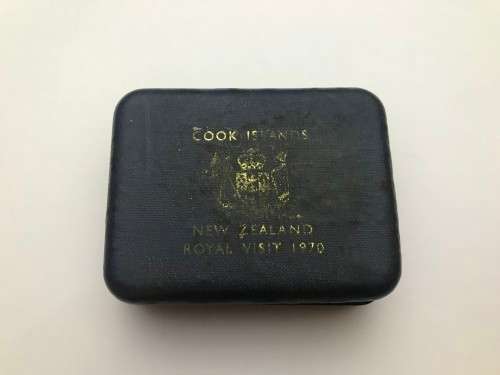 COOK ISLANDS
NEW ZEALAND
ROYAL VISIT 1970